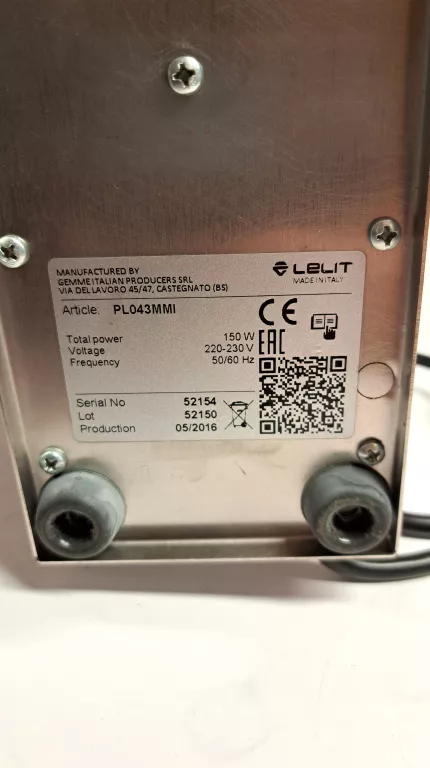 MANUFACTURED BY
GEMME ITALIAN PRODUCERS SRL
VIA DEL LAVORO 45/47, CASTEGNATO (BS)
LELIT
MADE IN ITALY
Article: PL043MMI
CE
EAC
Total power 150 W
Voltage 220-230 V
Frequency 50/60 Hz
Serial No 52154
Lot 52150
Production 05/2016